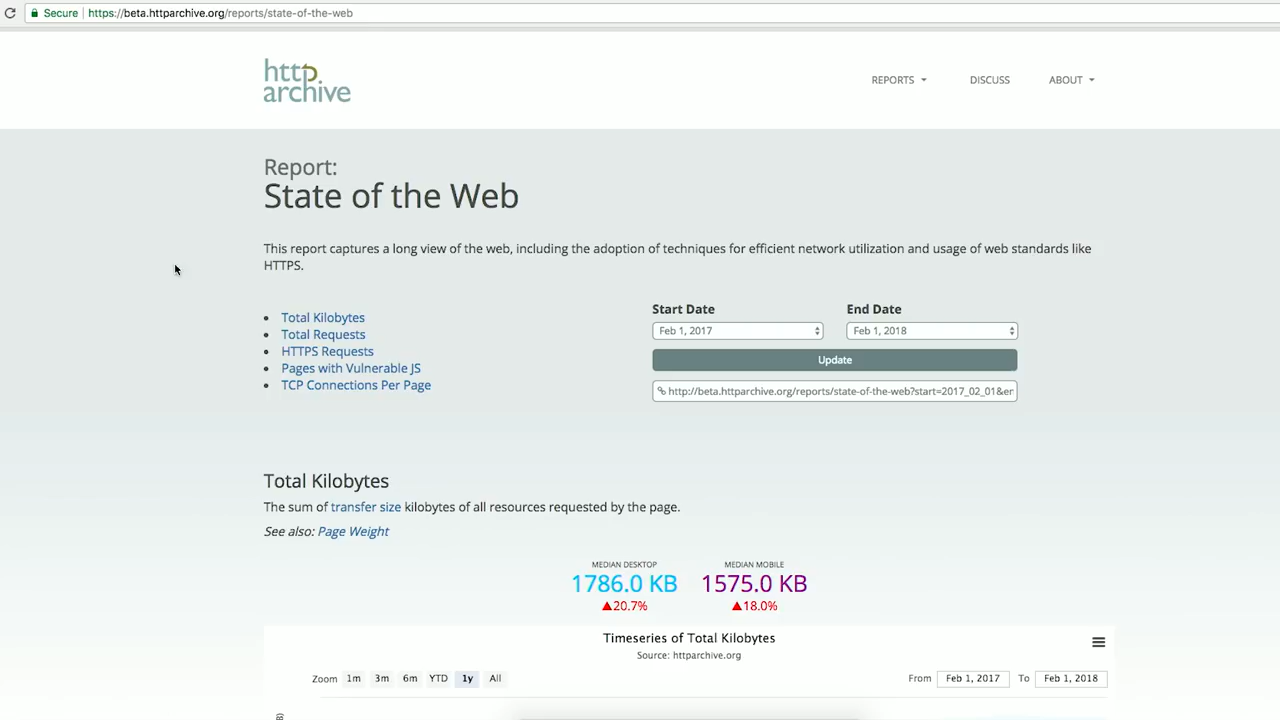 Secure https://beta.httparchive.org/reports/state-of-the-web
http archive
REPORTS DISCUSS ABOUT
Report:
State of the Web
This report captures a long view of the web, including the adoption of techniques for efficient network utilization and usage of web standards like
HTTPS.
Total Kilobytes
Total Requests
HTTPS Requests
Pages with Vulnerable JS
TCP Connections Per Page
Start Date End Date
Feb 1, 2017 Feb 1, 2018
Update
http://beta.httparchive.org/reports/state-of-the-web?start=2017_02_01&en
Total Kilobytes
The sum of transfer size kilobytes of all resources requested by the page.
See also: Page Weight
MEDIAN DESKTOP MEDIAN MOBILE
1786.0 KB 1575.0 KB
▲20.7% ▲18.0%
Timeseries of Total Kilobytes
Source: httparchive.org
Zoom 1m 3m 6m YTD 1y All From Feb 1, 2017 To Feb 1, 2018